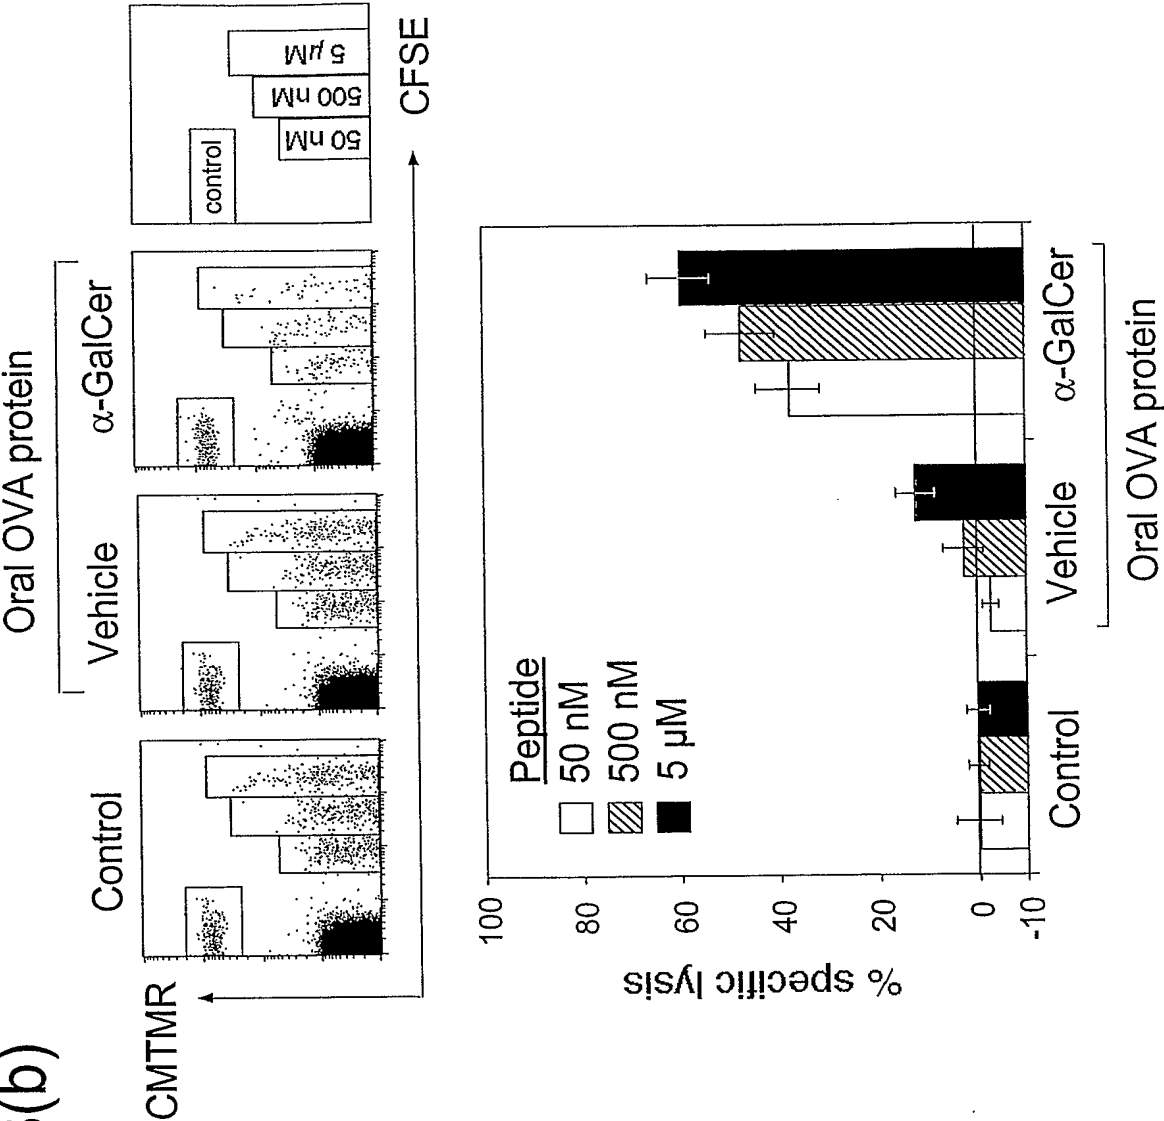 (b)
Oral OVA protein
Control
Vehicle
α-GalCer
CMTMR
control
50 nM
500 nM
5 µM
CFSE
% specific lysis
100
80
60
40
20
0
-10
Peptide
50 nM
500 nM
5 µM
Control
Vehicle
α-GalCer
Oral OVA protein